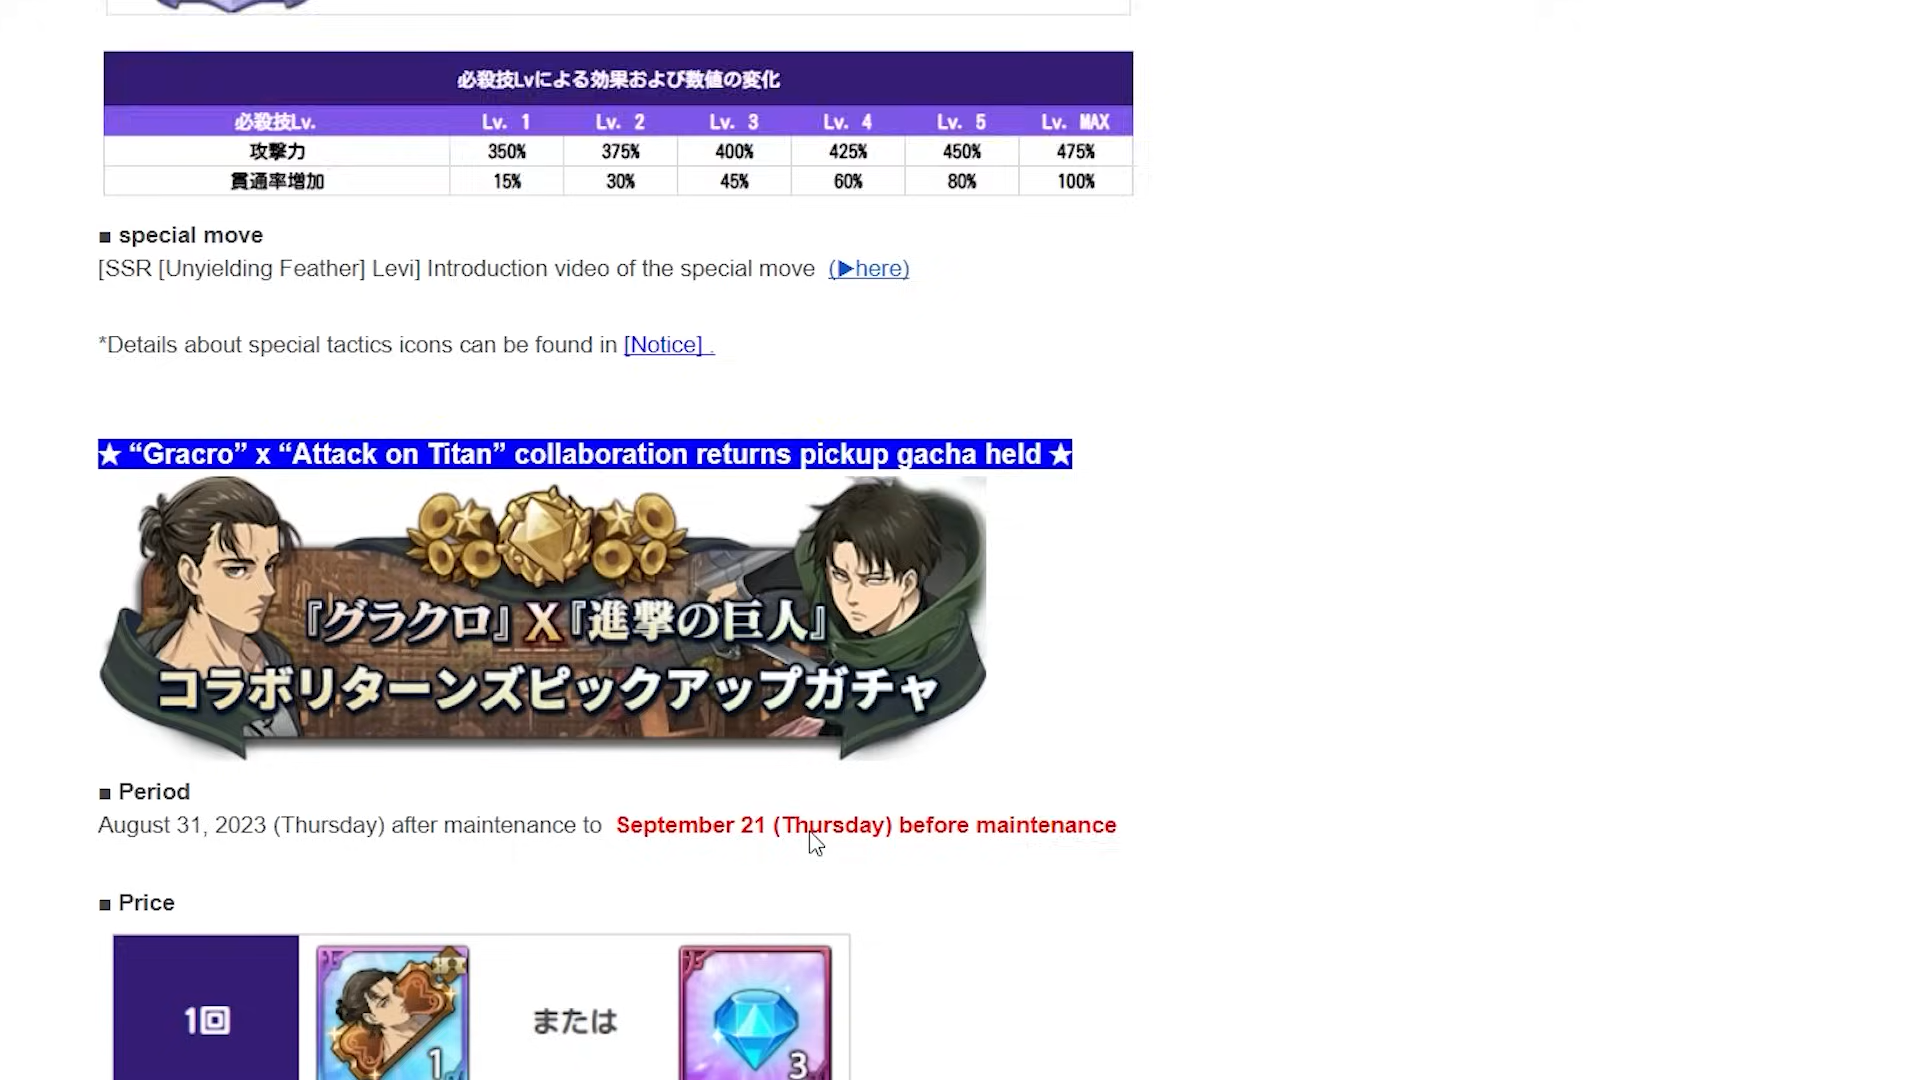 必殺技Lvによる効果および数値の変化
必殺技Lv. Lv. 1 Lv. 2 Lv. 3 Lv. 4 Lv. 5 Lv. MAX
攻撃力 350% 375% 400% 425% 450% 475%
貫通率増加 15% 30% 45% 60% 80% 100%
■ special move
[SSR [Unyielding Feather] Levi] Introduction video of the special move (▶here)
*Details about special tactics icons can be found in [Notice] .
★ “Gracro” x “Attack on Titan” collaboration returns pickup gacha held ★
『グラクロ』X『進撃の巨人』
コラボリターンズピックアップガチャ
■ Period
August 31, 2023 (Thursday) after maintenance to September 21 (Thursday) before maintenance
■ Price
1回 1 または 3